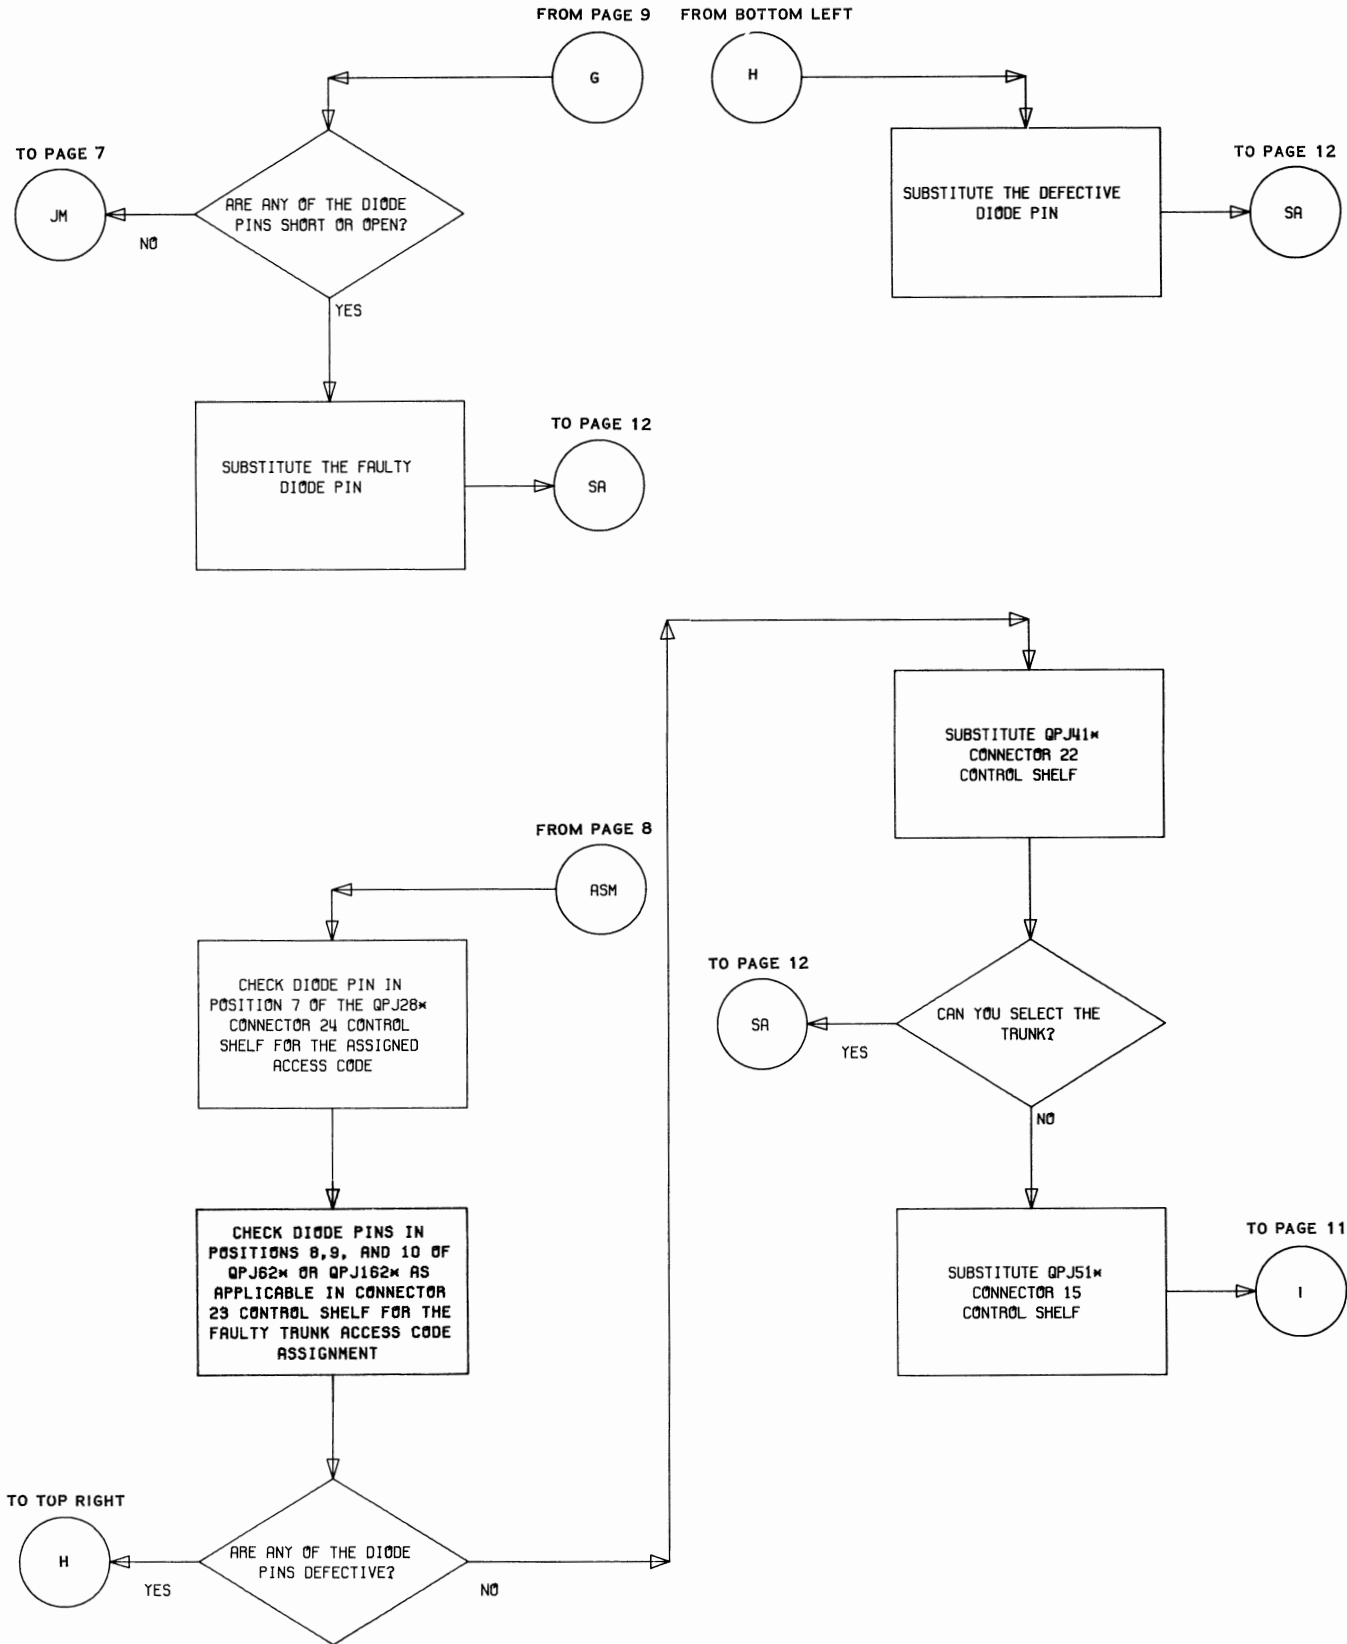 FROM PAGE 9
FROM BOTTOM LEFT
G
H
TO PAGE 7
JM
ARE ANY OF THE DIODE
PINS SHORT OR OPEN?
NO
YES
SUBSTITUTE THE DEFECTIVE
DIODE PIN
TO PAGE 12
SA
SUBSTITUTE THE FAULTY
DIODE PIN
TO PAGE 12
SA
FROM PAGE 8
ASM
CHECK DIODE PIN IN
POSITION 7 OF THE QPJ28*
CONNECTOR 24 CONTROL
SHELF FOR THE ASSIGNED
ACCESS CODE
CHECK DIODE PINS IN
POSITIONS 8,9, AND 10 OF
QPJ62* OR QPJ162* AS
APPLICABLE IN CONNECTOR
23 CONTROL SHELF FOR THE
FAULTY TRUNK ACCESS CODE
ASSIGNMENT
TO TOP RIGHT
H
YES
ARE ANY OF THE DIODE
PINS DEFECTIVE?
NO
SUBSTITUTE QPJ41*
CONNECTOR 22
CONTROL SHELF
TO PAGE 12
SA
YES
CAN YOU SELECT THE
TRUNK?
NO
SUBSTITUTE QPJ51*
CONNECTOR 15
CONTROL SHELF
TO PAGE 11
I